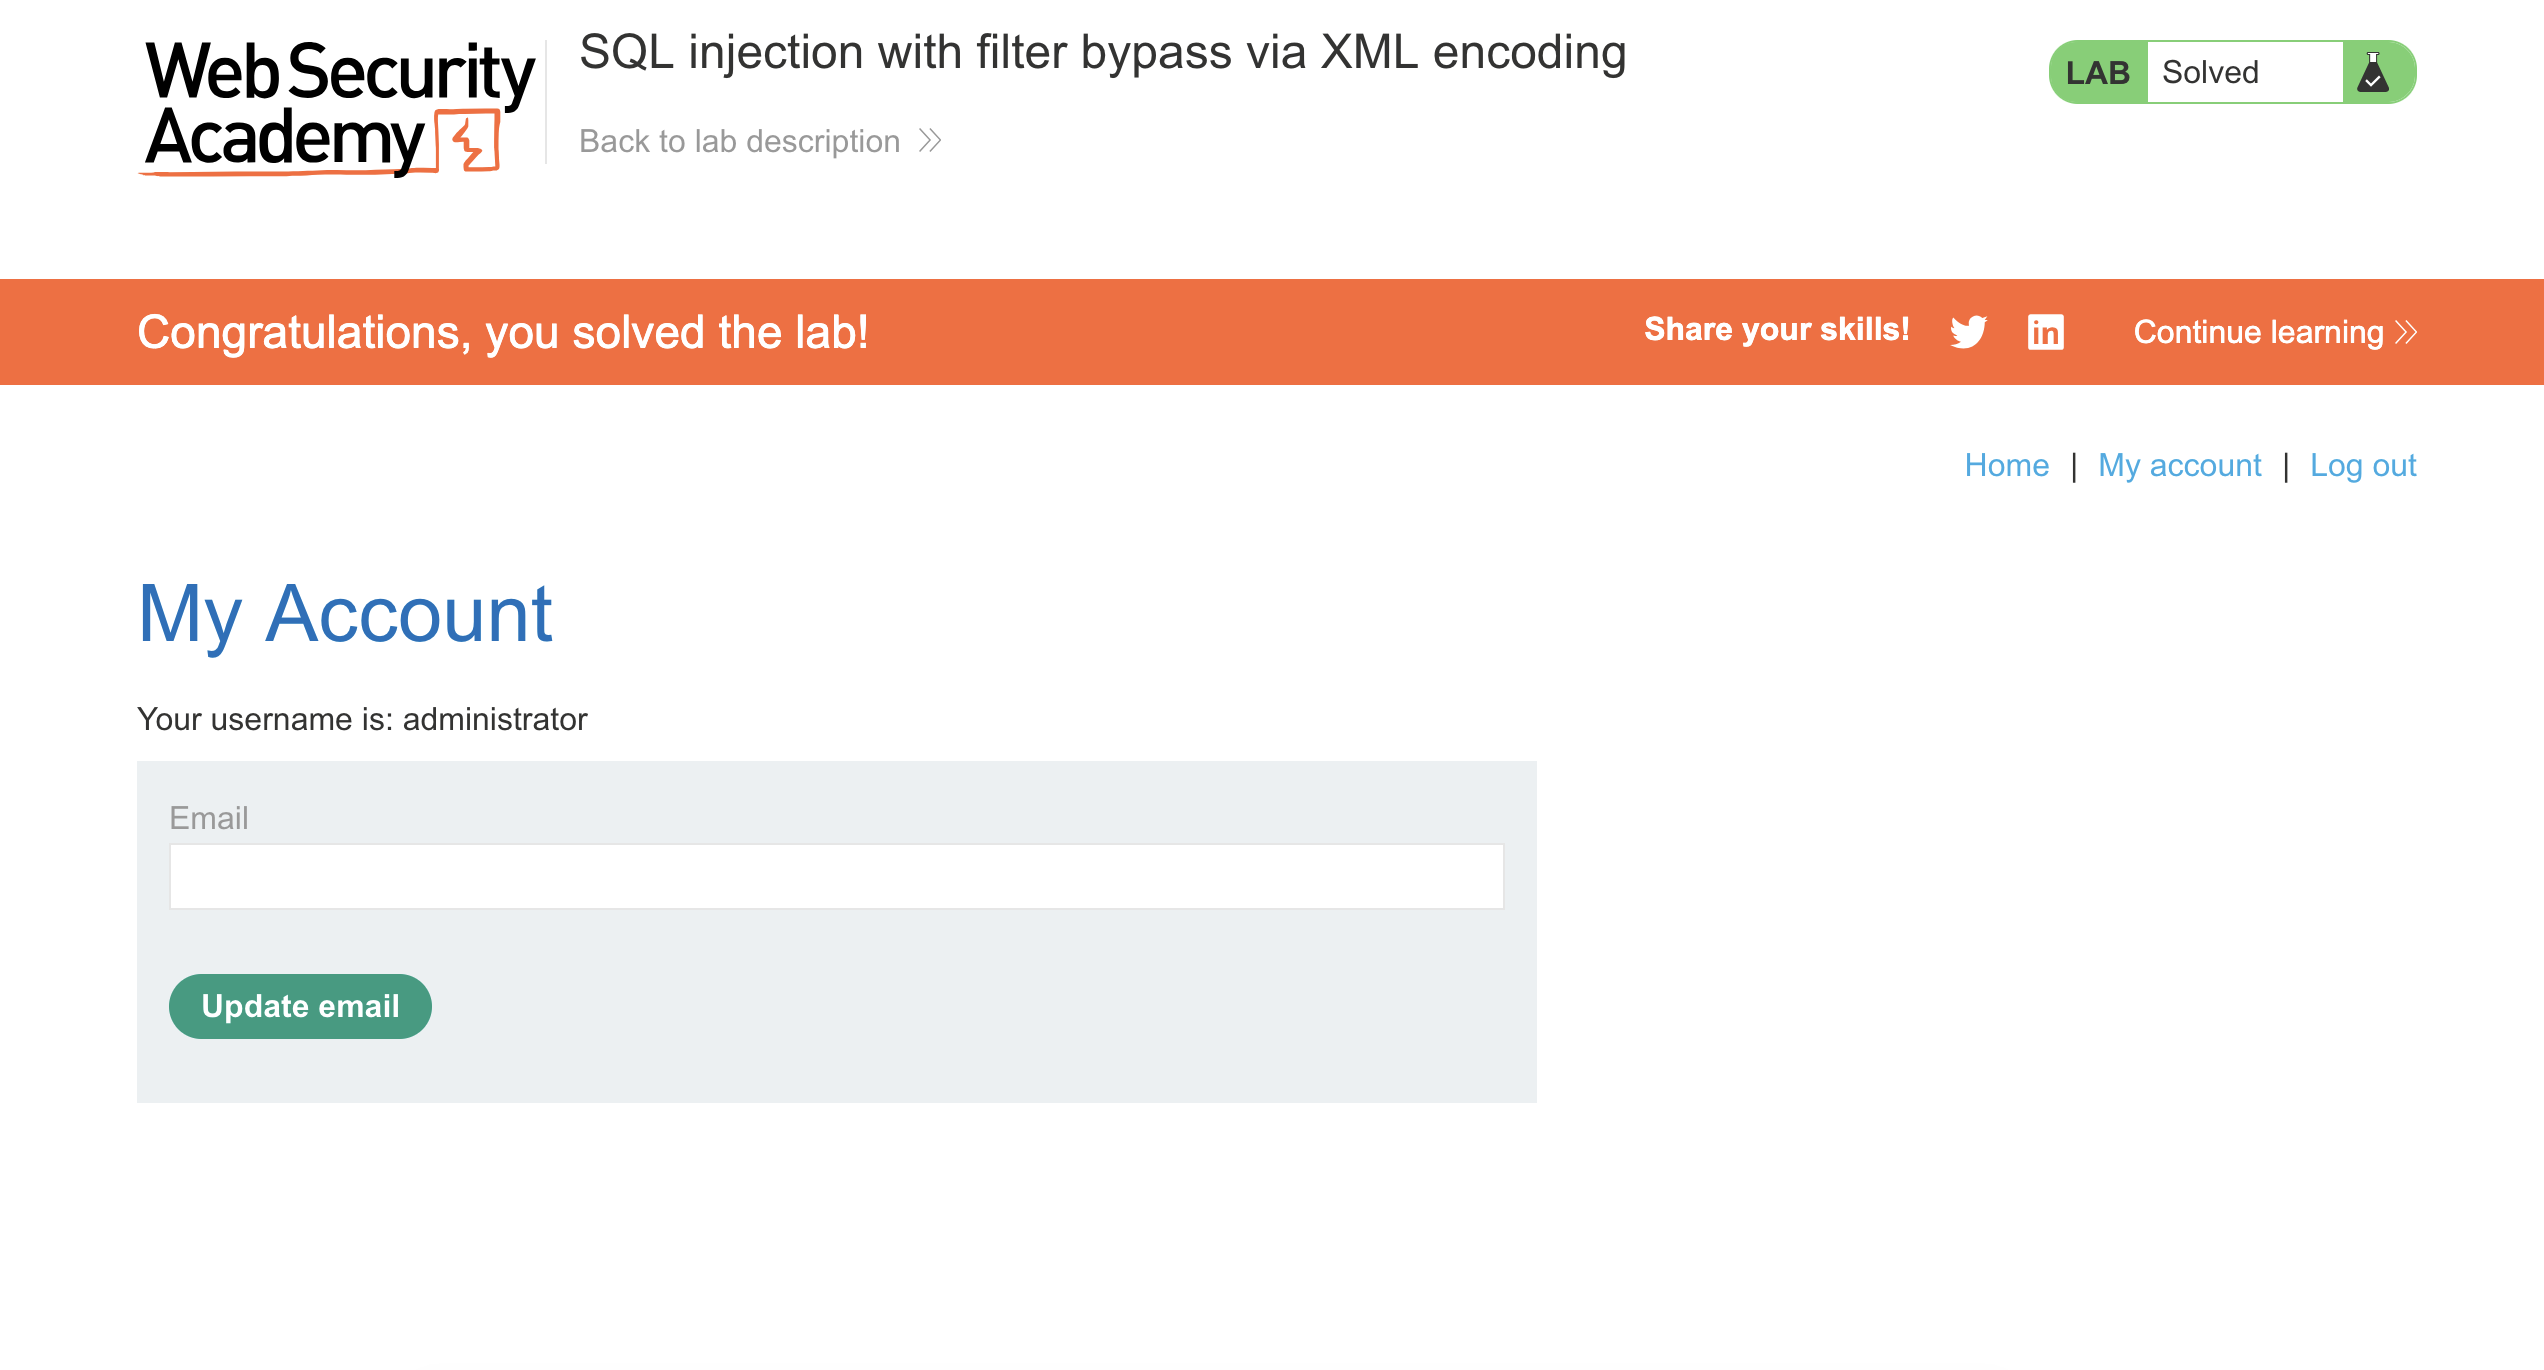 Web Security
Academy
SQL injection with filter bypass via XML encoding
Back to lab description
LAB Solved
Congratulations, you solved the lab!
Share your skills!
Continue learning
Home | My account | Log out
My Account
Your username is: administrator
Email
Update email